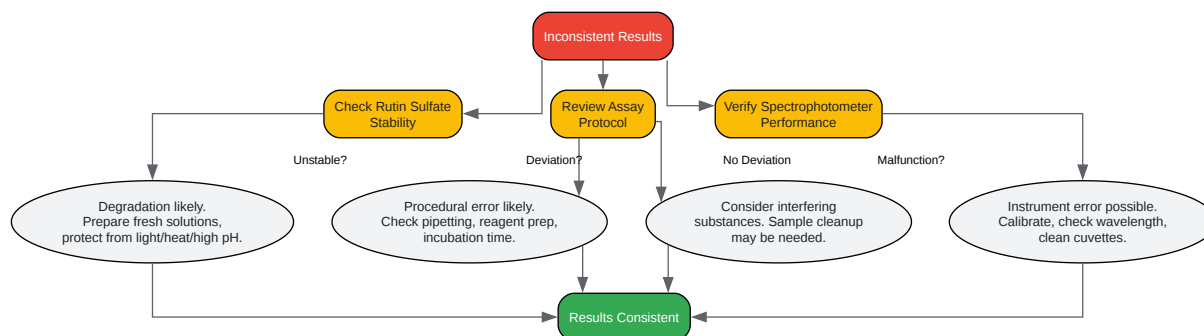 Inconsistent Results
Check Rutin Sulfate
Stability
Review Assay
Protocol
Verify Spectrophotometer
Performance
Unstable?
Deviation?
No Deviation
Malfunction?
Degradation likely.
Prepare fresh solutions,
protect from light/heat/high pH.
Procedural error likely.
Check pipetting, reagent prep,
incubation time.
Consider interfering
substances. Sample cleanup
may be needed.
Instrument error possible.
Calibrate, check wavelength,
clean cuvettes.
Results Consistent